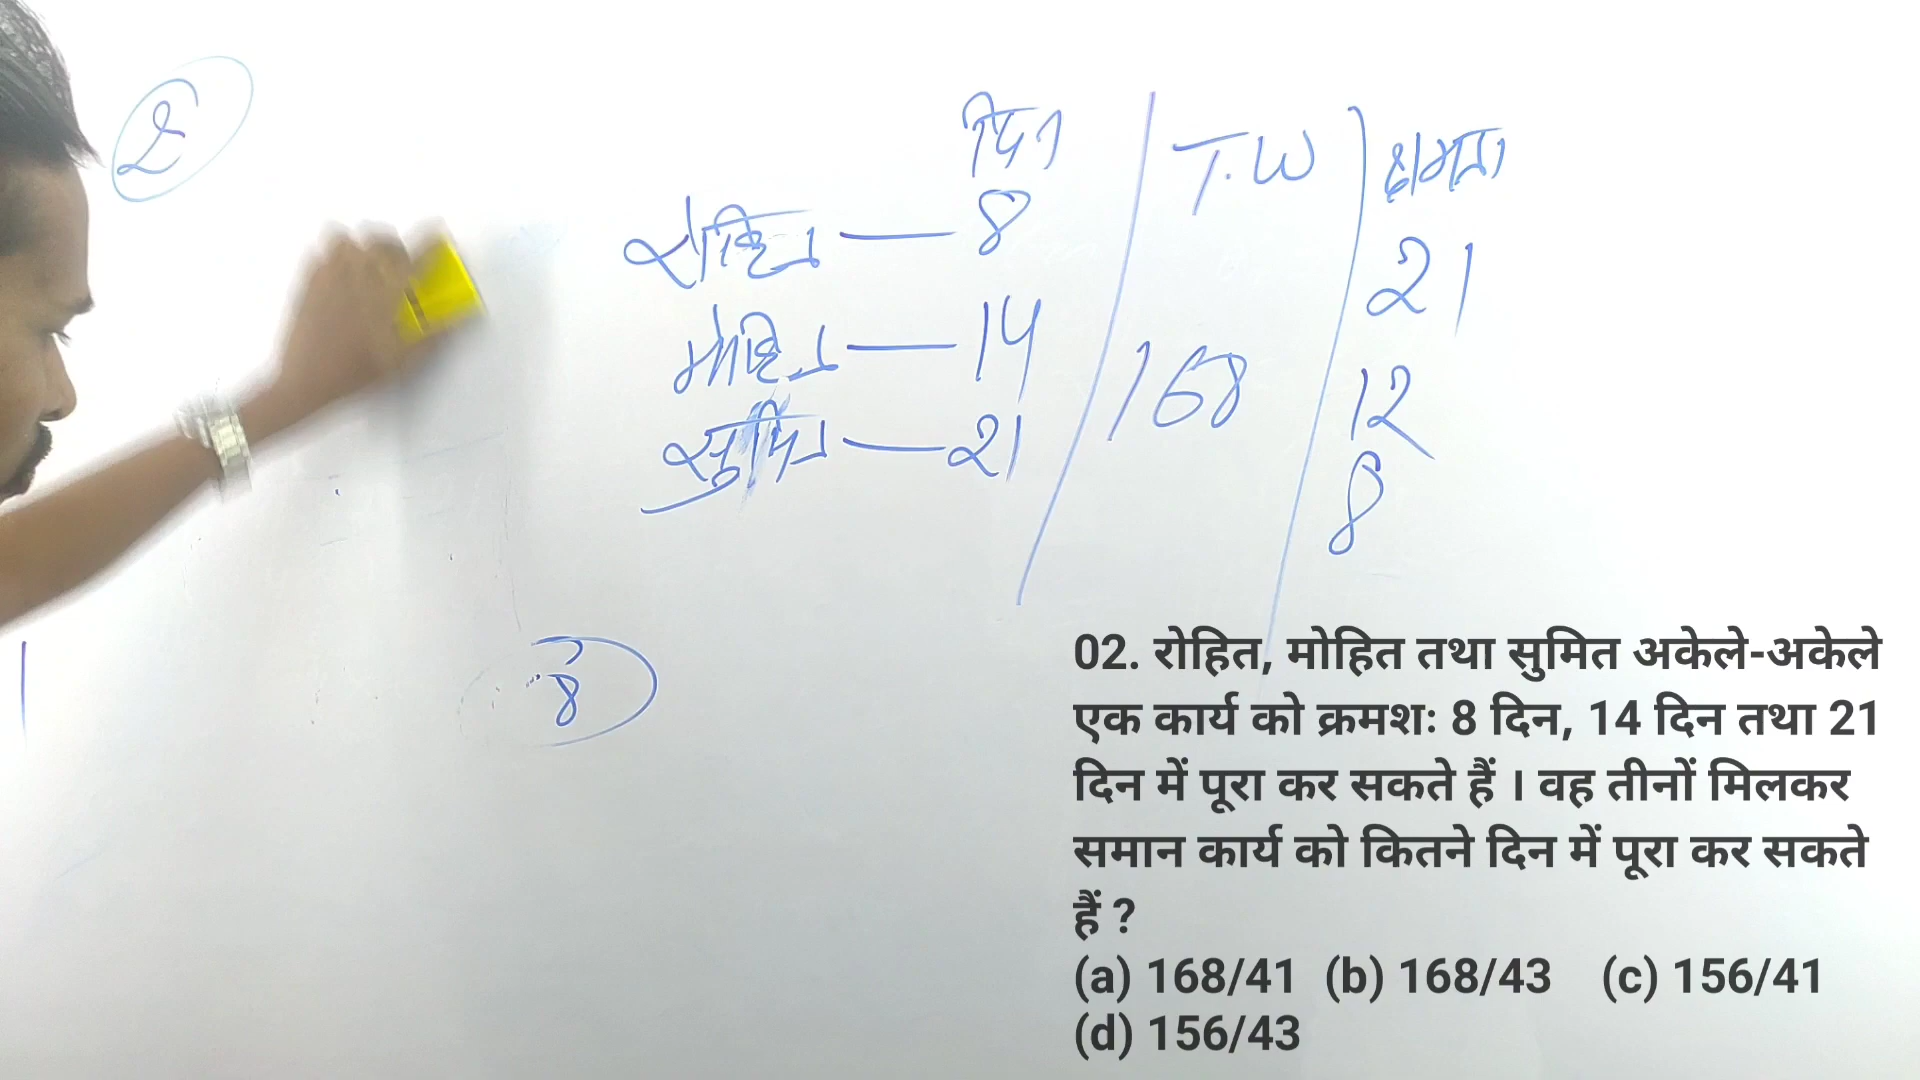 2
दिन T.W क्षमता
रोहित — 8 21
मोहित — 14 168 12
सुमित — 21 8
8
02. रोहित, मोहित तथा सुमित अकेले-अकेले
एक कार्य को क्रमशः 8 दिन, 14 दिन तथा 21
दिन में पूरा कर सकते हैं । वह तीनों मिलकर
समान कार्य को कितने दिन में पूरा कर सकते
हैं ?
(a) 168/41 (b) 168/43 (c) 156/41
(d) 156/43